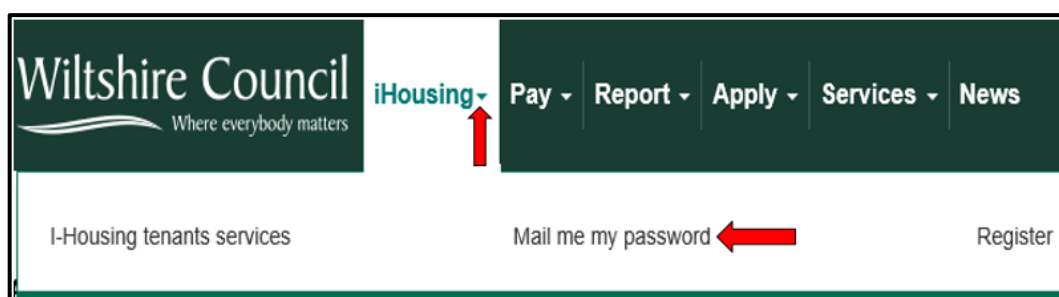 Wiltshire Council
Where everybody matters
iHousing Pay Report Apply Services News
I-Housing tenants services Mail me my password Register